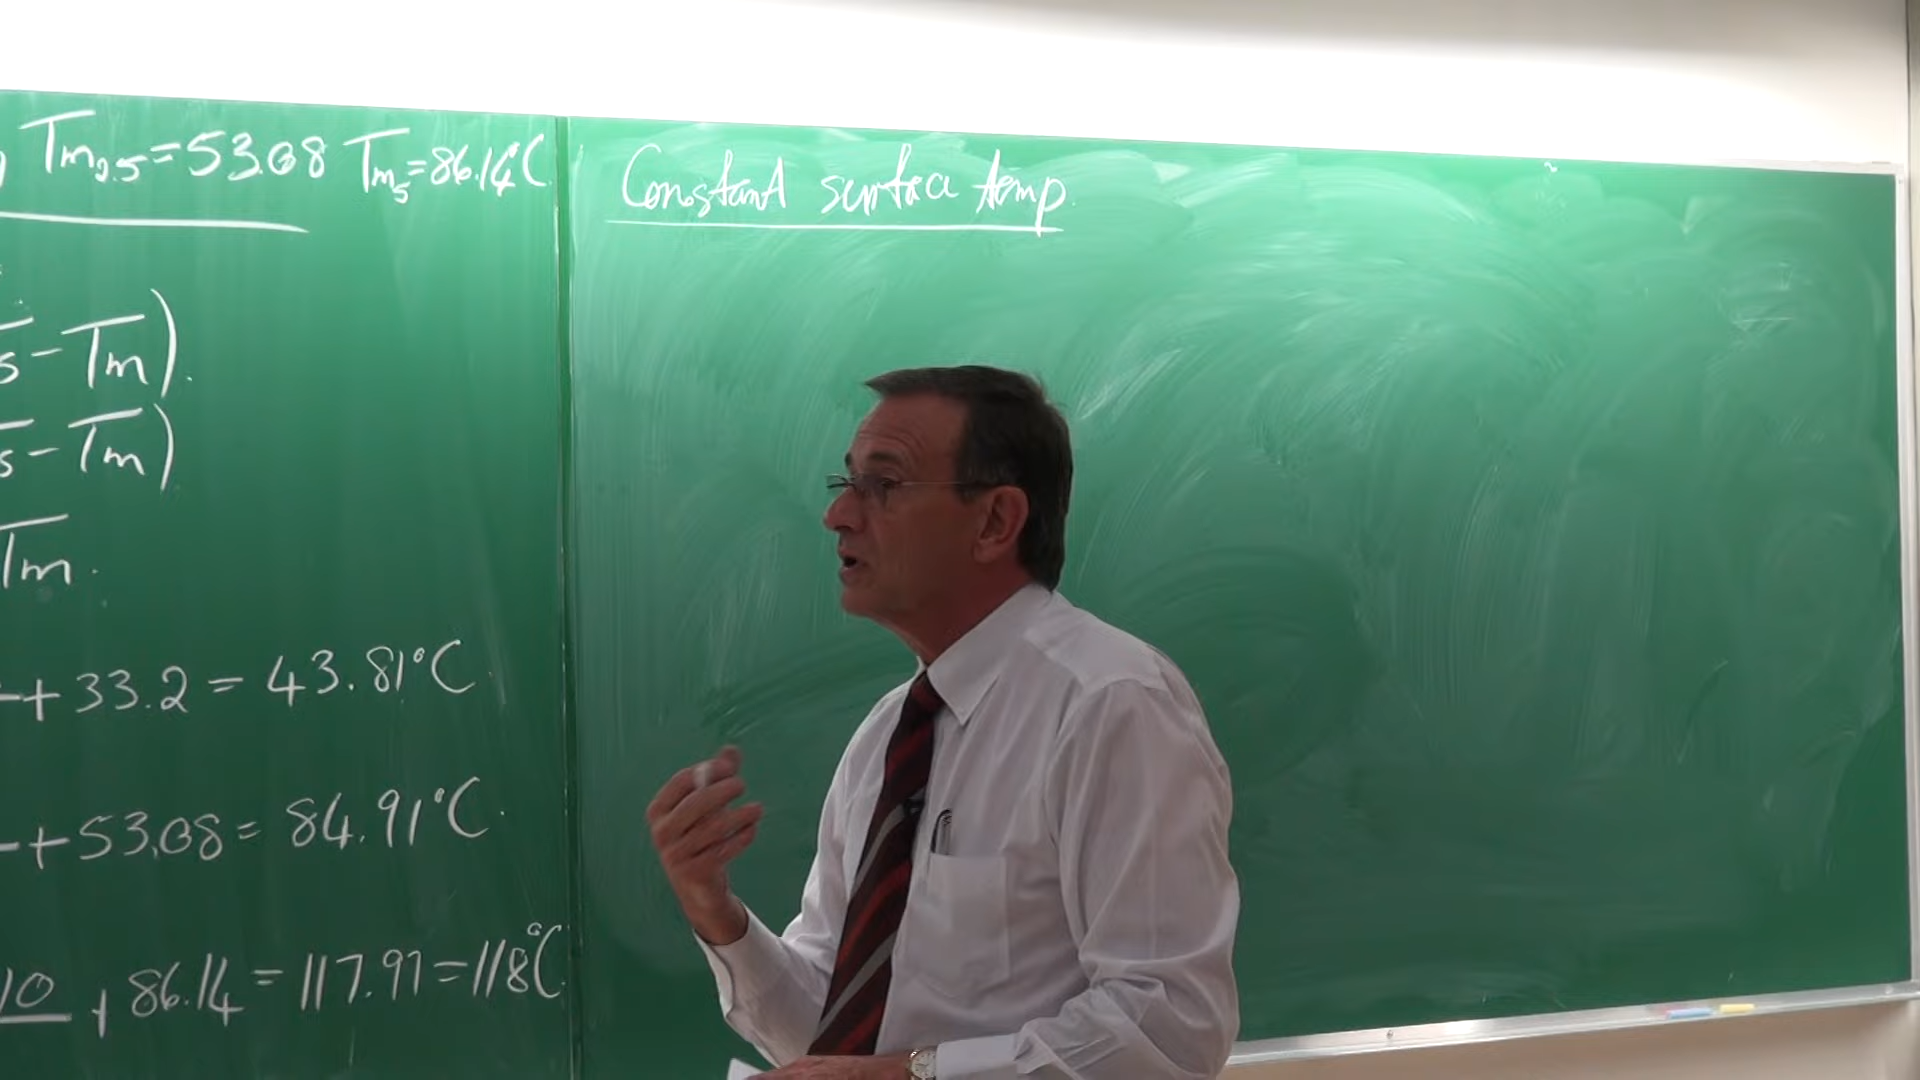 Tm2.5=53.08 Tm5=86.14°C
s-Tm).
s-Tm)
Tm.
+33.2=43.81°C.
+53.08=84.91°C.
10+86.14=117.97=118°C.
Constant surface temp.